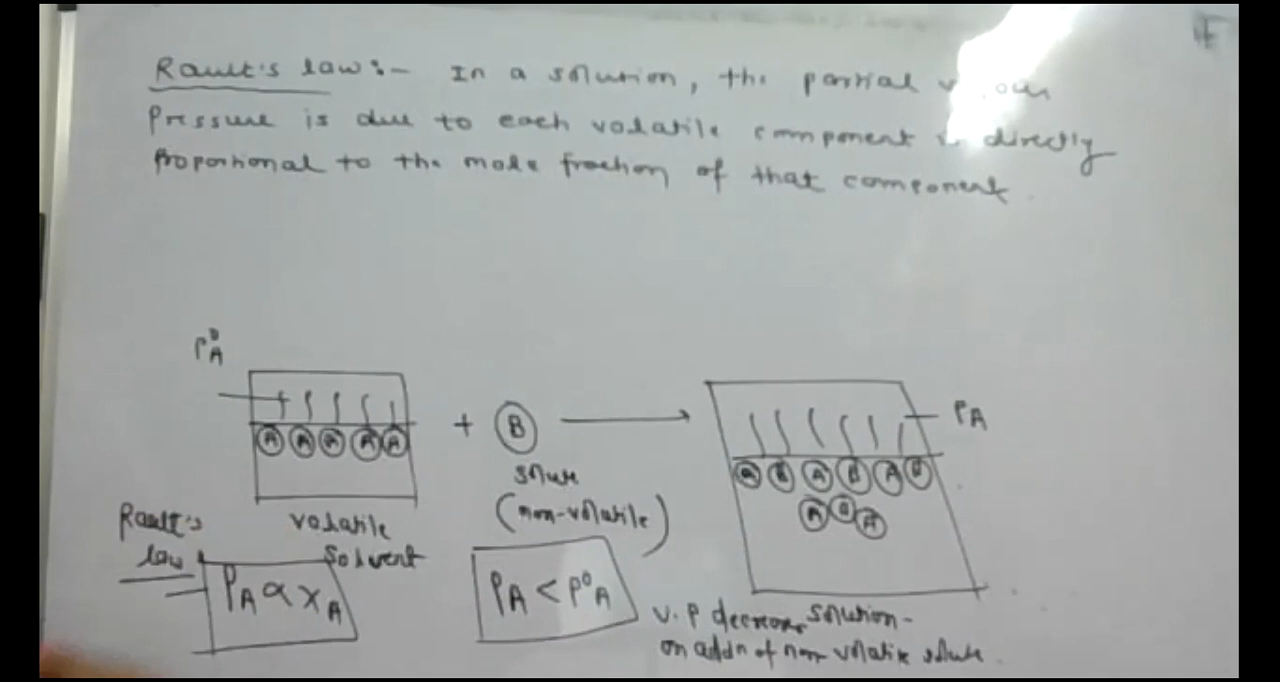 Rault's law :- In a solution, the partial
Pressure is due to each volatile component is directly
Proportional to the mole fraction of that component.
P°A
A A A A A
+ B
solute
(non-volatile)
volatile
solvent
PA
A B A B A B
A B A
Rault's
law
PA ∝ XA
PA < P°A
solution
v.p decreases
on addn of non volatile solute.